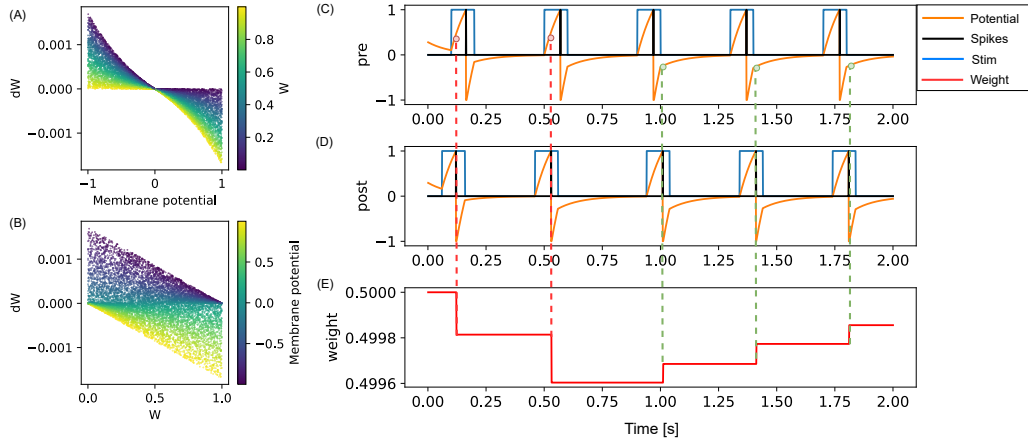 (A)
0.001
0.000
−0.001
dW
−1
0
1
Membrane potential
0.8
0.6
0.4
0.2
W
(B)
0.001
0.000
−0.001
dW
0.0
0.5
1.0
W
0.5
0.0
−0.5
Membrane potential
(C)
1
0
−1
pre
0.00 0.25 0.50 0.75 1.00 1.25 1.50 1.75 2.00
Potential
Spikes
Stim
Weight
(D)
1
0
−1
post
0.00 0.25 0.50 0.75 1.00 1.25 1.50 1.75 2.00
(E)
0.5000
0.4998
0.4996
weight
0.00 0.25 0.50 0.75 1.00 1.25 1.50 1.75 2.00
Time [s]